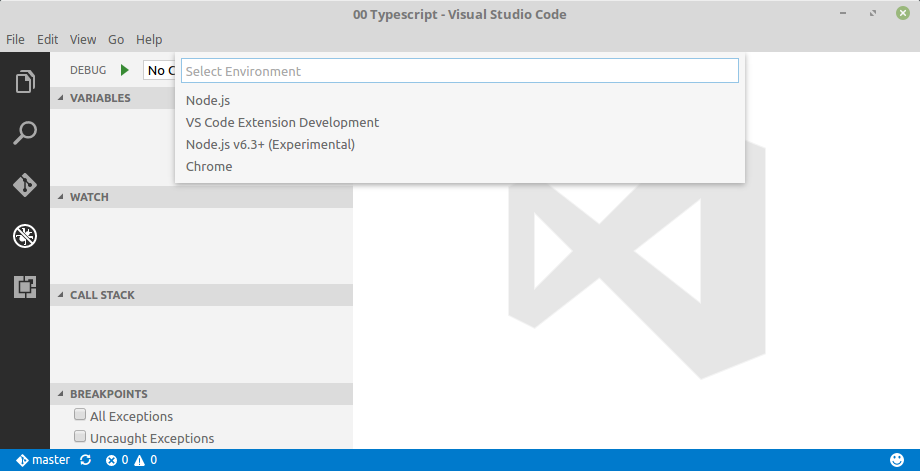 00 Typescript - Visual Studio Code
File Edit View Go Help
DEBUG No C
Select Environment
Node.js
VS Code Extension Development
Node.js v6.3+ (Experimental)
Chrome
VARIABLES
WATCH
CALL STACK
BREAKPOINTS
All Exceptions
Uncaught Exceptions
master 0 0